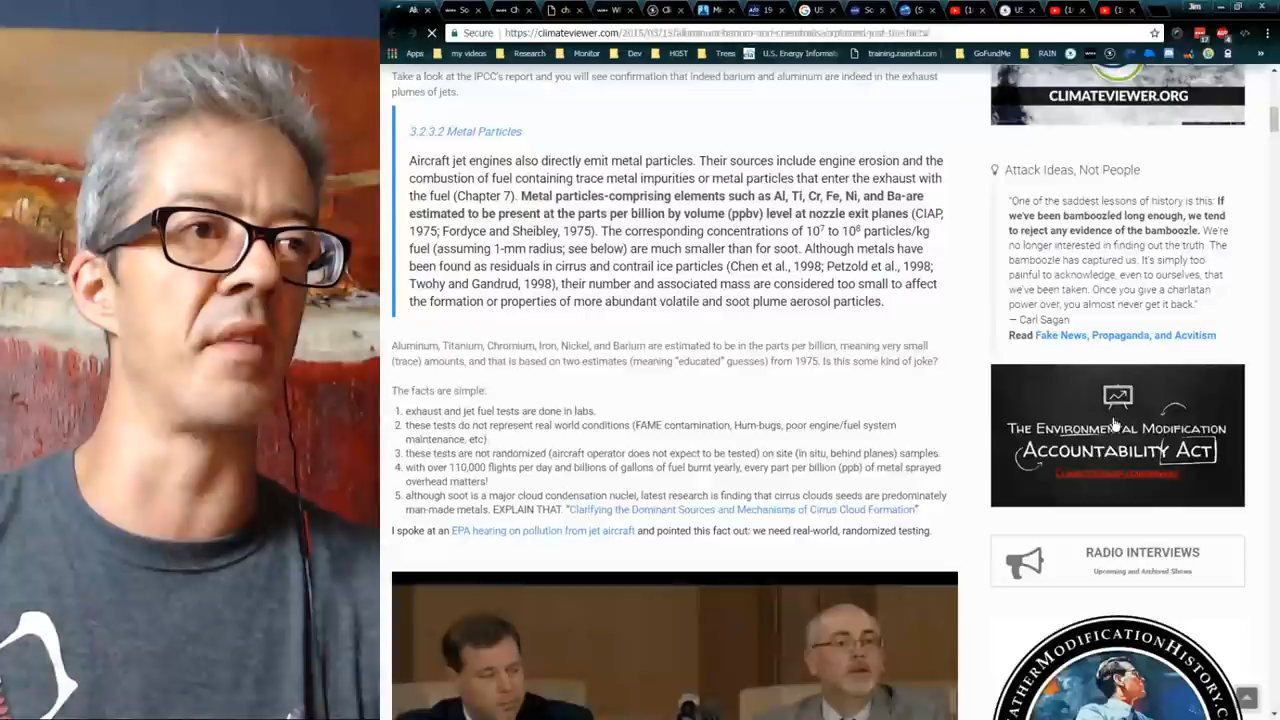 Jim
Secure
https://climateviewer.com/2015/03/19/aluminum-barium-and-chemtrails-explained-just-the-facts/
Apps
my videos
Research
Monitor
Dev
H0ST
Trees
U.S. Energy Informati
training.rainintl.com
GoFundMe
RAIN
»
Take a look at the IPCC's report and you will see confirmation that indeed barium and aluminum are indeed in the exhaust
plumes of jets.
3.2.3.2 Metal Particles
Aircraft jet engines also directly emit metal particles. Their sources include engine erosion and the
combustion of fuel containing trace metal impurities or metal particles that enter the exhaust with
the fuel (Chapter 7). Metal particles-comprising elements such as Al, Ti, Cr, Fe, Ni, and Ba-are
estimated to be present at the parts per billion by volume (ppbv) level at nozzle exit planes (CIAP,
1975; Fordyce and Sheibley, 1975). The corresponding concentrations of 10⁷ to 10⁸ particles/kg
fuel (assuming 1-mm radius; see below) are much smaller than for soot. Although metals have
been found as residuals in cirrus and contrail ice particles (Chen et al., 1998; Petzold et al., 1998;
Twohy and Gandrud, 1998), their number and associated mass are considered too small to affect
the formation or properties of more abundant volatile and soot plume aerosol particles.
Aluminum, Titanium, Chromium, Iron, Nickel, and Barium are estimated to be in the parts per billion, meaning very small
(trace) amounts, and that is based on two estimates (meaning "educated" guesses) from 1975. Is this some kind of joke?
The facts are simple:
1. exhaust and jet fuel tests are done in labs.
2. these tests do not represent real world conditions (FAME contamination, Hum-bugs, poor engine/fuel system
maintenance, etc).
3. these tests are not randomized (aircraft operator does not expect to be tested) on site (in situ, behind planes) samples.
4. with over 110,000 flights per day and billions of gallons of fuel burnt yearly, every part per billion (ppb) of metal sprayed
overhead matters!
5. although soot is a major cloud condensation nuclei, latest research is finding that cirrus clouds seeds are predominately
man-made metals. EXPLAIN THAT. "Clarifying the Dominant Sources and Mechanisms of Cirrus Cloud Formation"
I spoke at an EPA hearing on pollution from jet aircraft and pointed this fact out: we need real-world, randomized testing.
CLIMATEVIEWER.ORG
Attack Ideas, Not People
"One of the saddest lessons of history is this: If
we've been bamboozled long enough, we tend
to reject any evidence of the bamboozle. We're
no longer interested in finding out the truth. The
bamboozle has captured us. It's simply too
painful to acknowledge, even to ourselves, that
we've been taken. Once you give a charlatan
power over, you almost never get it back."
— Carl Sagan
Read Fake News, Propaganda, and Acvitism
The Environmental Modification
Accountability Act
RADIO INTERVIEWS
Upcoming and Archived Shows